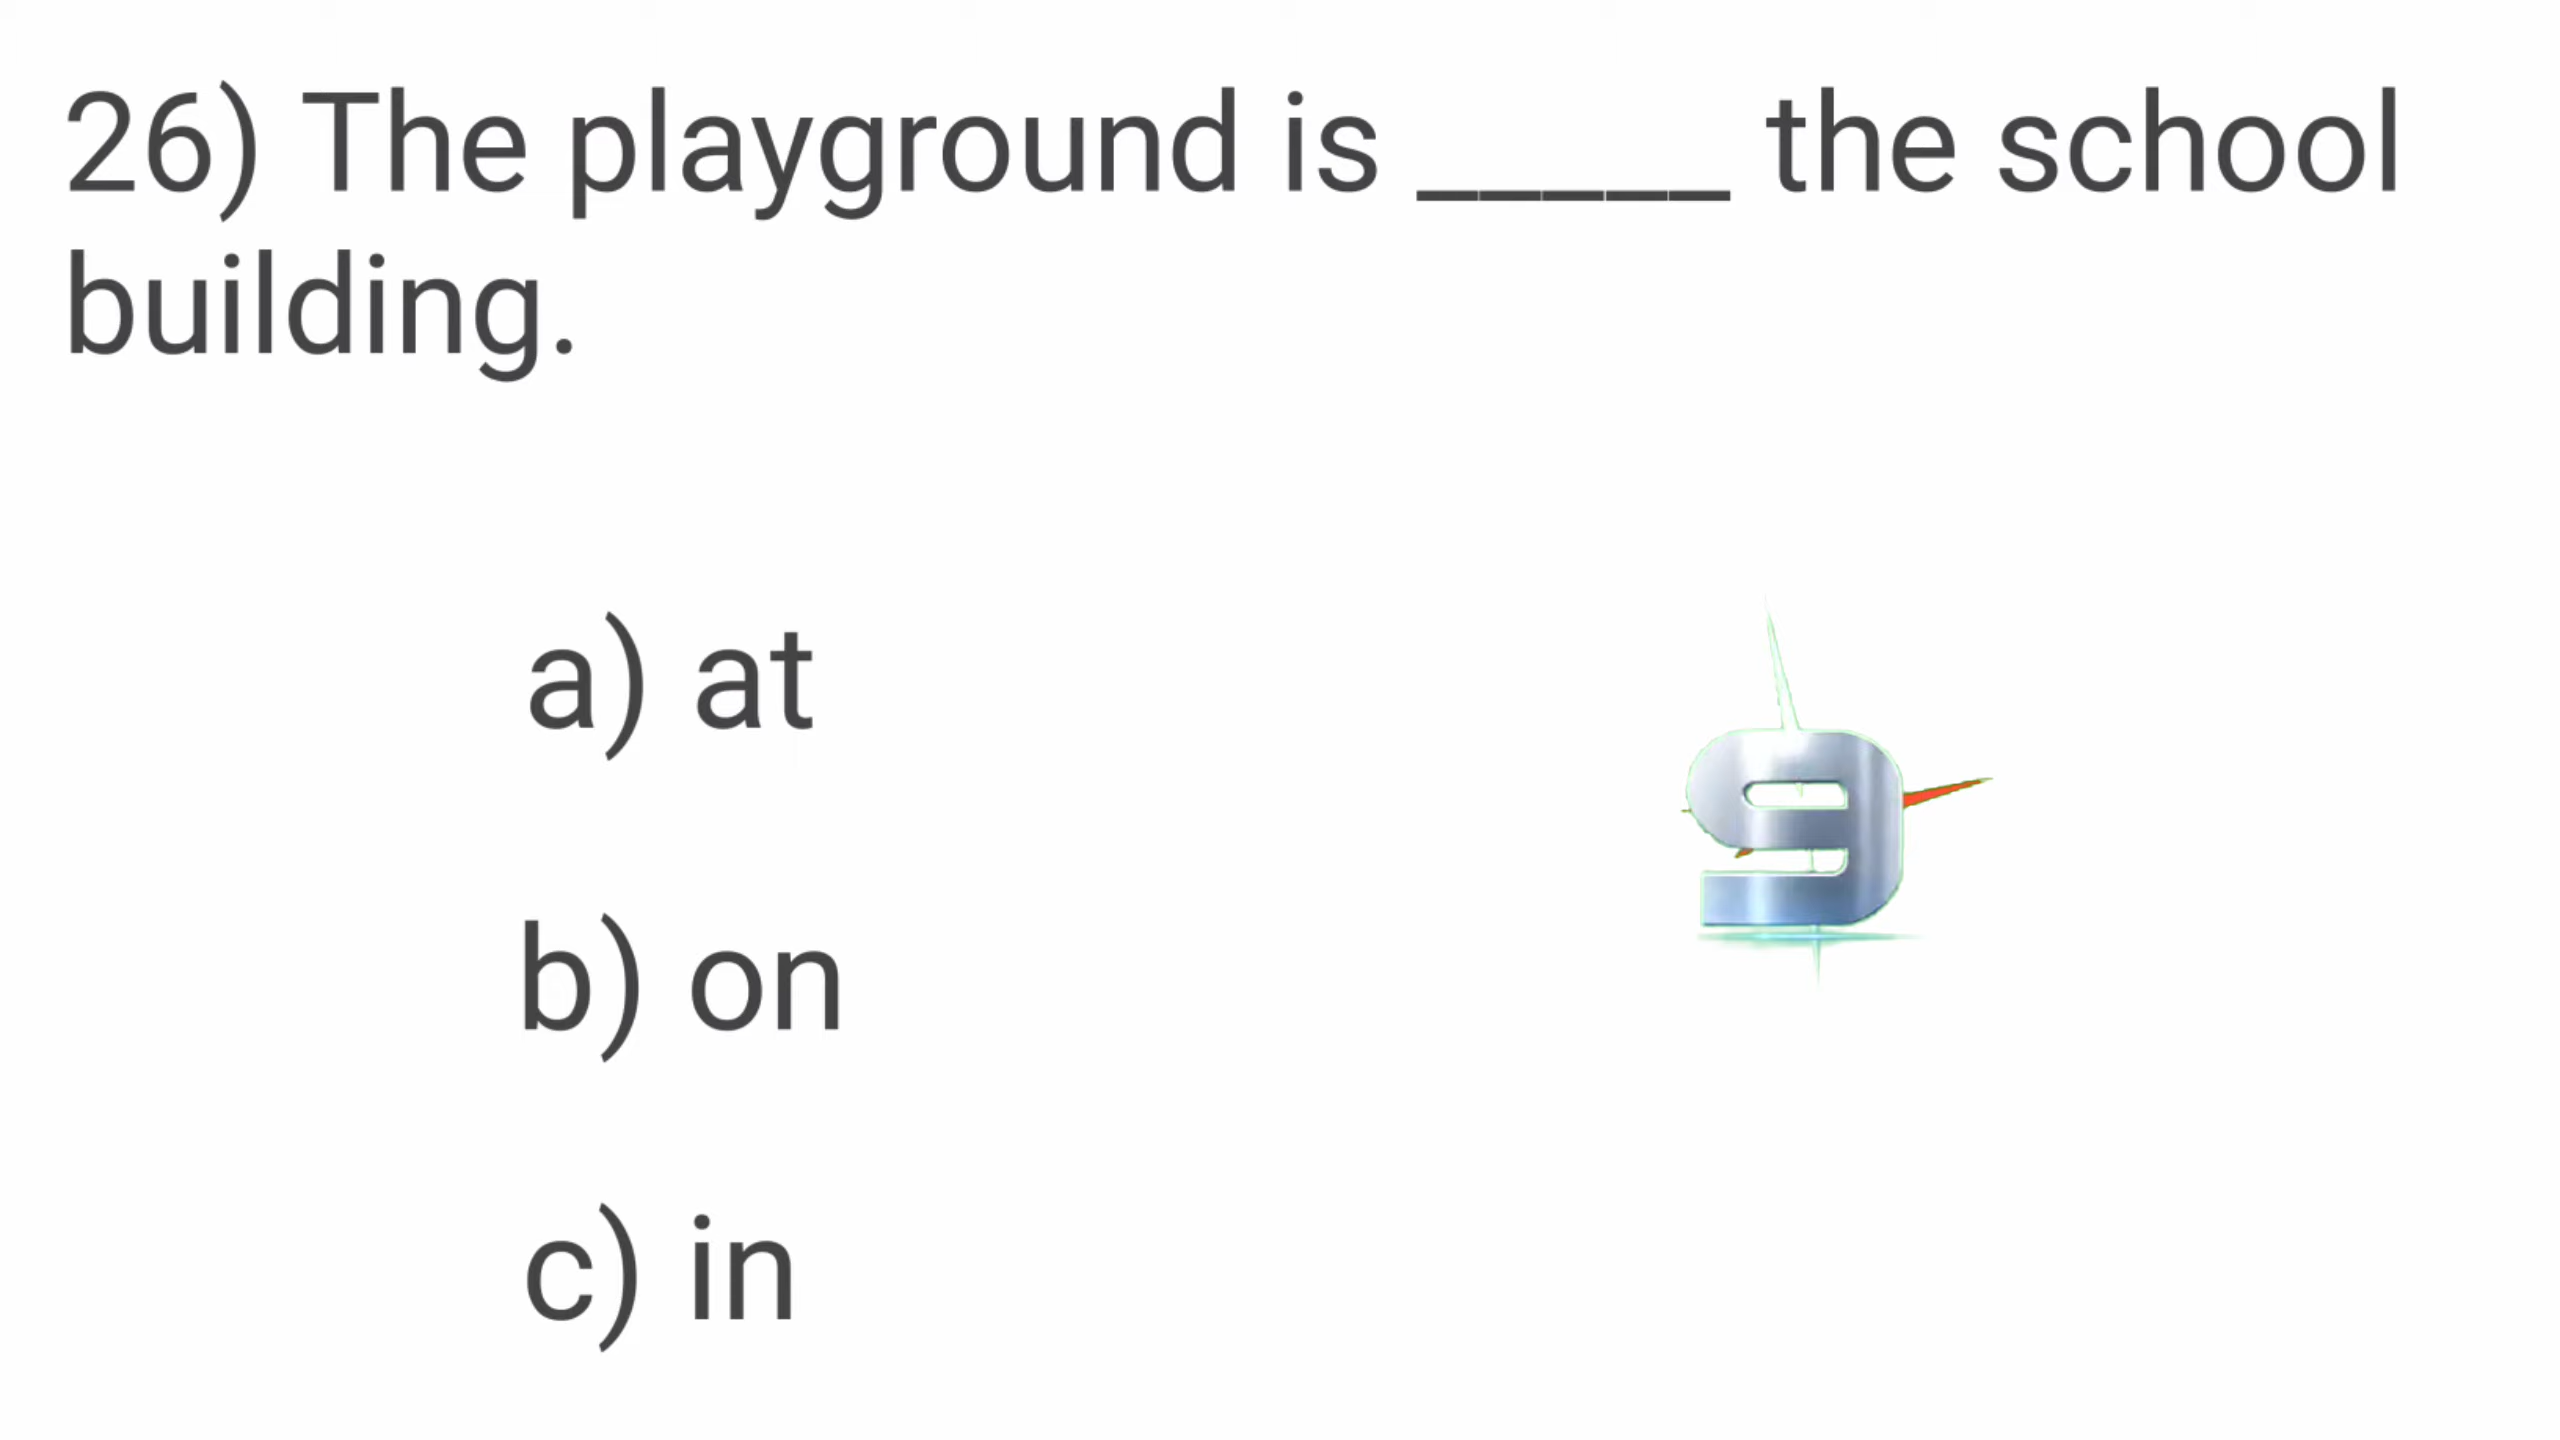 26) The playground is _____ the school
building.
a) at
9
b) on
c) in